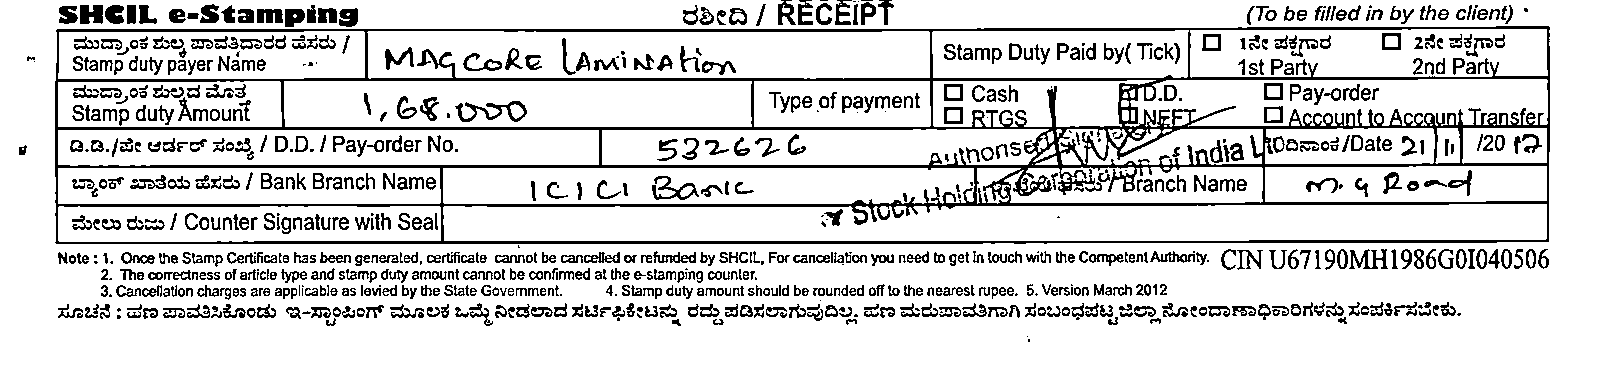 SHCIL e-Stamping ರಶೀದಿ / RECEIPT (To be filled in by the client)
ಮುದ್ರಾಂಕ ಶುಲ್ಕ ಪಾವತಿದಾರರ ಹೆಸರು / Stamp Duty Paid by( Tick) ☐ 1ನೇ ಪಕ್ಷಗಾರ ☐ 2ನೇ ಪಕ್ಷಗಾರ
Stamp duty payer Name MAGCORE LAMINATION 1st Party 2nd Party
ಮುದ್ರಾಂಕ ಶುಲ್ಕದ ಮೊತ್ತ Type of payment ☐ Cash ☐ D.D. ☐ Pay-order
Stamp duty Amount 1,68.000 ☐ RTGS ☐ NEFT ☐ Account to Account Transfer
ಡಿ.ಡಿ./ಪೇ ಆರ್ಡರ್ ಸಂಖ್ಯೆ / D.D. / Pay-order No. 532626 ದಿನಾಂಕ/Date 21/11/2017
Authorised Signatory
ಬ್ಯಾಂಕ್ ಖಾತೆಯ ಹೆಸರು / Bank Branch Name ICICI Bank / Branch Name M. G Road
Stock Holding Corporation of India Ltd
ಮೇಲು ರುಜು / Counter Signature with Seal
Note : 1. Once the Stamp Certificate has been generated, certificate cannot be cancelled or refunded by SHCIL, For cancellation you need to get in touch with the Competent Authority. CIN U67190MH1986G0I040506
2. The correctness of article type and stamp duty amount cannot be confirmed at the e-stamping counter.
3. Cancellation charges are applicable as levied by the State Government. 4. Stamp duty amount should be rounded off to the nearest rupee. 5. Version March 2012
ಸೂಚನೆ : ಹಣ ಪಾವತಿಸಿಕೊಂಡು ಇ-ಸ್ಟಾಂಪಿಂಗ್ ಮೂಲಕ ಒಮ್ಮೆ ನೀಡಲಾದ ಸರ್ಟಿಫಿಕೇಟನ್ನು ರದ್ದುಪಡಿಸಲಾಗುವುದಿಲ್ಲ. ಹಣ ಮರುಪಾವತಿಗಾಗಿ ಸಂಬಂಧಪಟ್ಟ ಜಿಲ್ಲಾ ನೋಂದಾಣಾಧಿಕಾರಿಗಳನ್ನು ಸಂಪರ್ಕಿಸಬೇಕು.